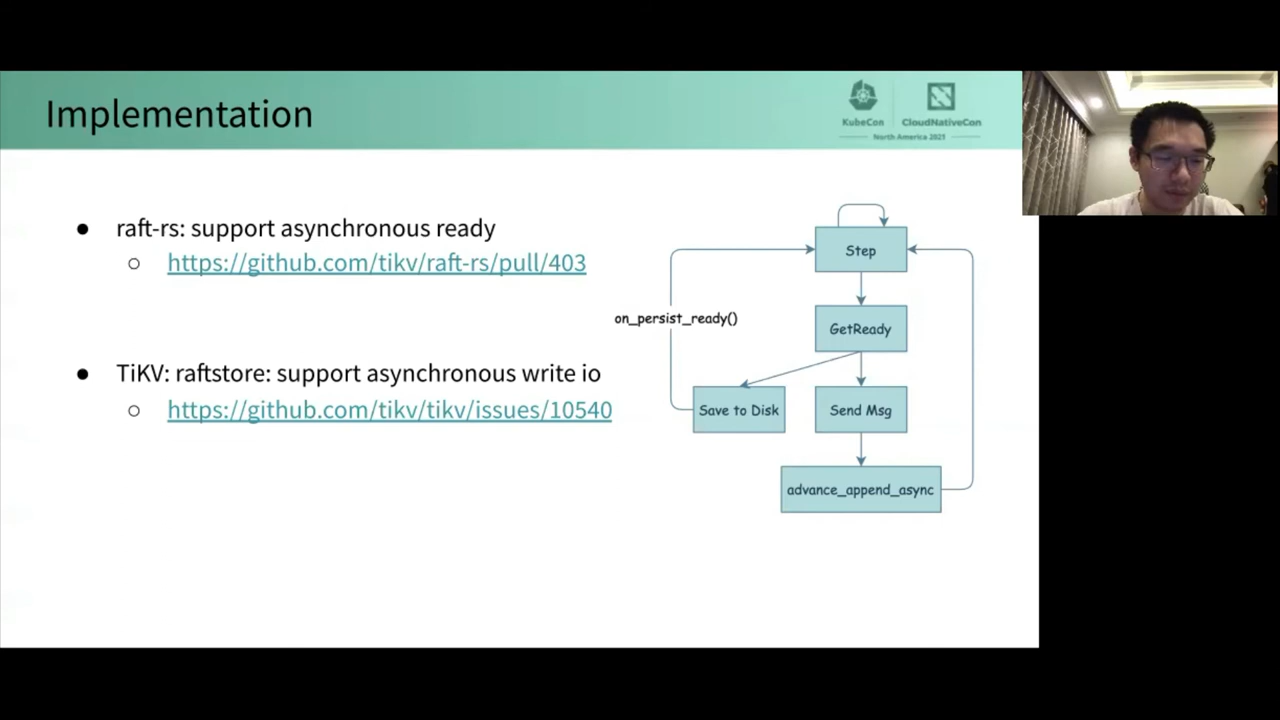 Implementation
KubeCon
CloudNativeCon
North America 2021
● raft-rs: support asynchronous ready
○ https://github.com/tikv/raft-rs/pull/403
● TiKV: raftstore: support asynchronous write io
○ https://github.com/tikv/tikv/issues/10540
Step
on_persist_ready()
GetReady
Save to Disk
Send Msg
advance_append_async